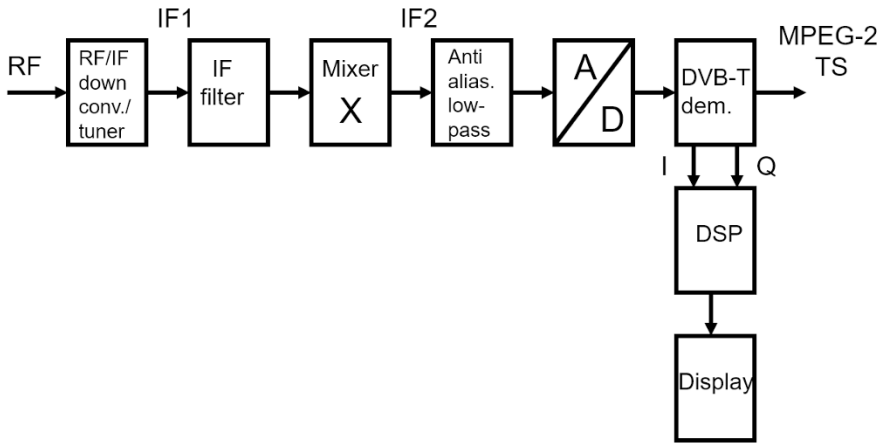 IF1
IF2
MPEG-2
TS
RF
RF/IF
down
conv./
tuner
IF
filter
Mixer
X
Anti
alias.
low-
pass
A
D
DVB-T
dem.
I
Q
DSP
Display